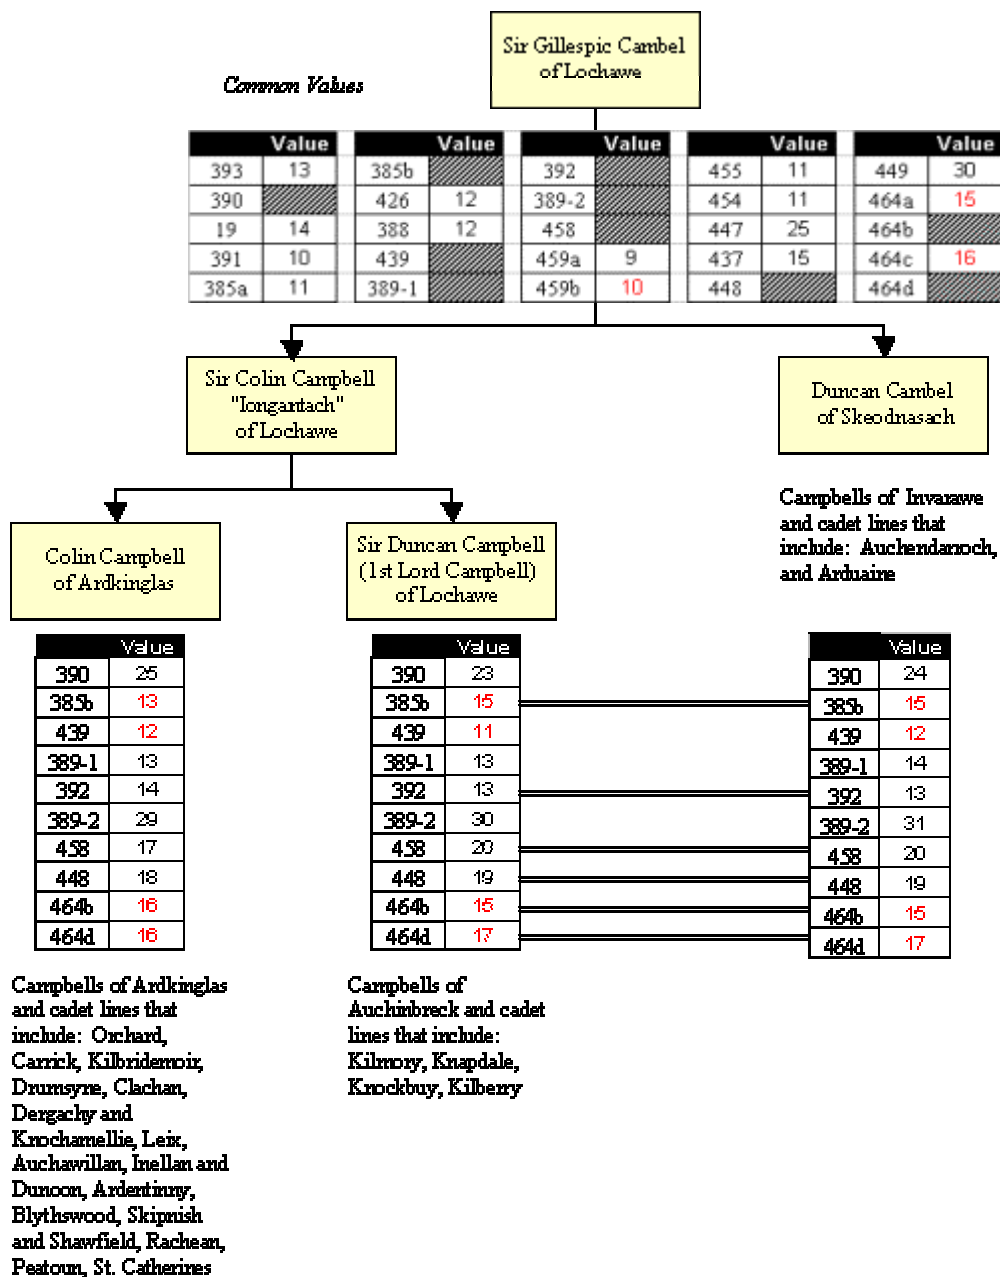 Sir Gillespic Cambel
of Lochawe
Common Values
Value Value Value Value Value
393 13 385b 392 455 11 449 30
390 426 12 389-2 454 11 464a 15
19 14 388 12 458 447 25 464b
391 10 439 459a 9 437 15 464c 16
385a 11 389-1 459b 10 448 464d
Sir Colin Campbell
"Iongantach"
of Lochawe
Duncan Cambel
of Skeodnasach
Campbells of Invarawe
and cadet lines that
include: Auchendanoch,
and Arduaine
Colin Campbell
of Ardkinglas
Sir Duncan Campbell
(1st Lord Campbell)
of Lochawe
Value
390 25
385b 13
439 12
389-1 13
392 14
389-2 29
458 17
448 18
464b 16
464d 16
Value
390 23
385b 15
439 11
389-1 13
392 13
389-2 30
458 20
448 19
464b 15
464d 17
Value
390 24
385b 15
439 12
389-1 14
392 13
389-2 31
458 20
448 19
464b 15
464d 17
Campbells of Ardkinglas
and cadet lines that
include: Orchard,
Carrick, Kilbridemoir,
Drumsyne, Clachan,
Dergachy and
Knochamellie, Leix,
Auchawillan, Inellan and
Dunoon, Ardentinny,
Blythswood, Skipnish
and Shawfield, Rachean,
Peatoun, St. Catherines
Campbells of
Auchinbreck and cadet
lines that include:
Kilmory, Knapdale,
Knockbuy, Kilberry